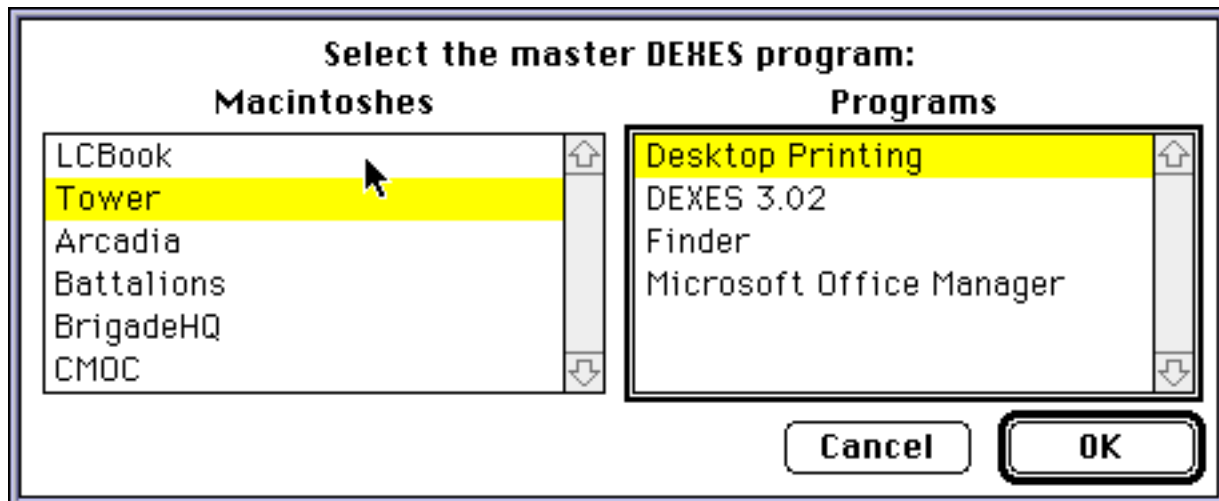 Select the master DEXES program:
Macintoshes
Programs
LCBook
Tower
Arcadia
Battalions
BrigadeHQ
CMOC
Desktop Printing
DEXES 3.02
Finder
Microsoft Office Manager
Cancel
OK